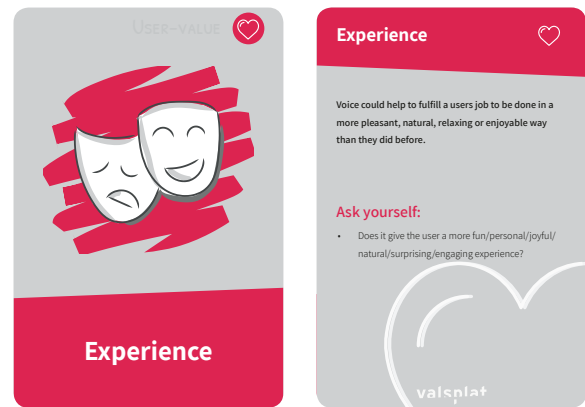 USER-VALUE
Experience
Experience
Voice could help to fulfill a users job to be done in a
more pleasant, natural, relaxing or enjoyable way
than they did before.
Ask yourself:
• Does it give the user a more fun/personal/joyful/
natural/surprising/engaging experience?
valsplat